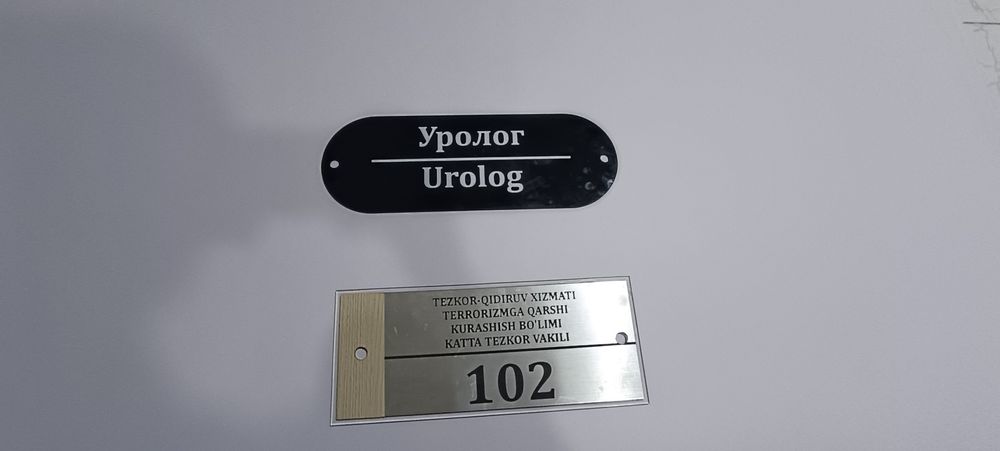 Уролог
Urolog
TEZKOR-QIDIRUV XIZMATI
TERRORIZMGA QARSHI
KURASHISH BO'LIMI
KATTA TEZKOR VAKILI
102